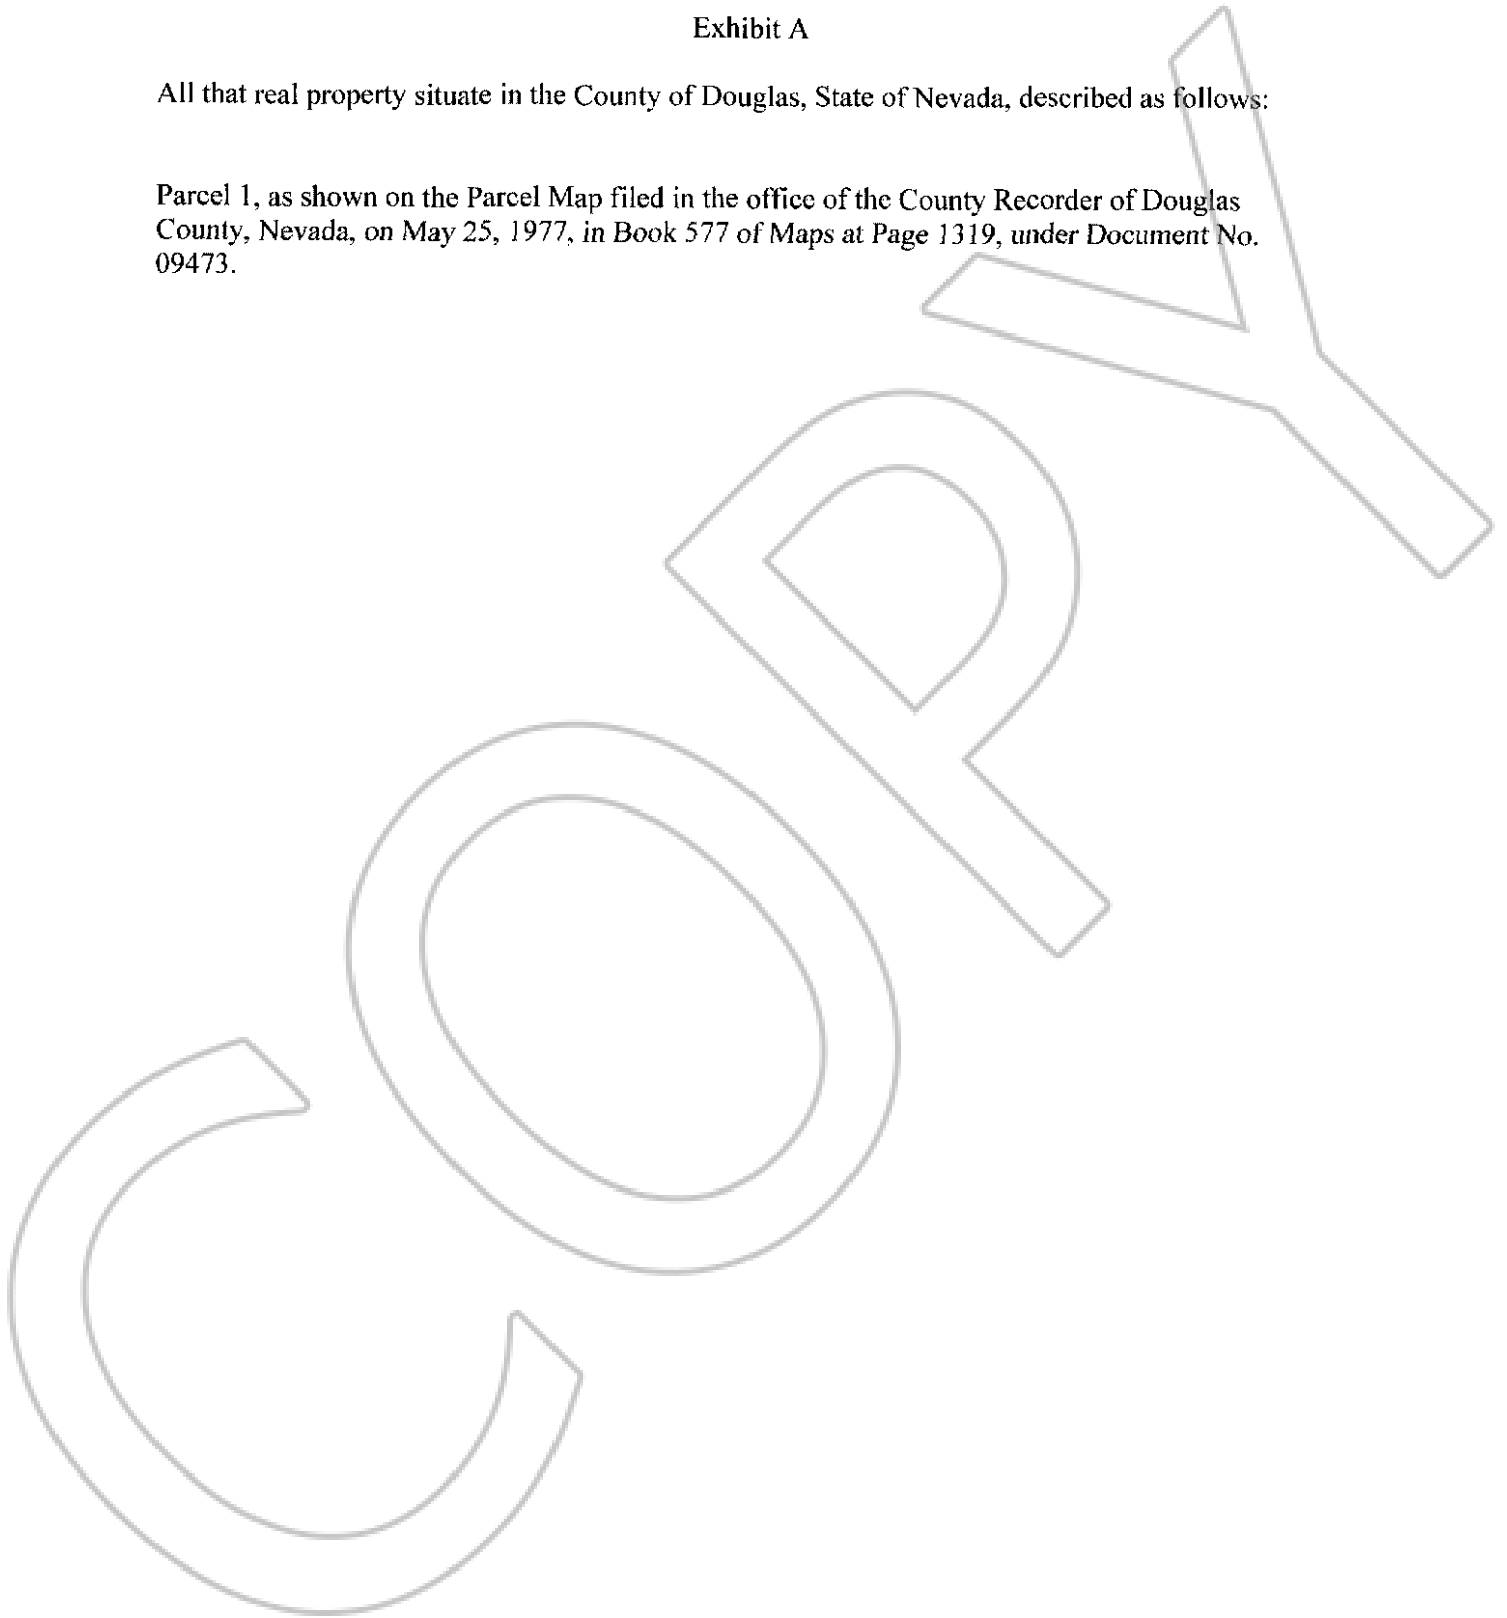 Exhibit A
All that real property situate in the County of Douglas, State of Nevada, described as follows:
Parcel 1, as shown on the Parcel Map filed in the office of the County Recorder of Douglas
County, Nevada, on May 25, 1977, in Book 577 of Maps at Page 1319, under Document No.
09473.
COPY